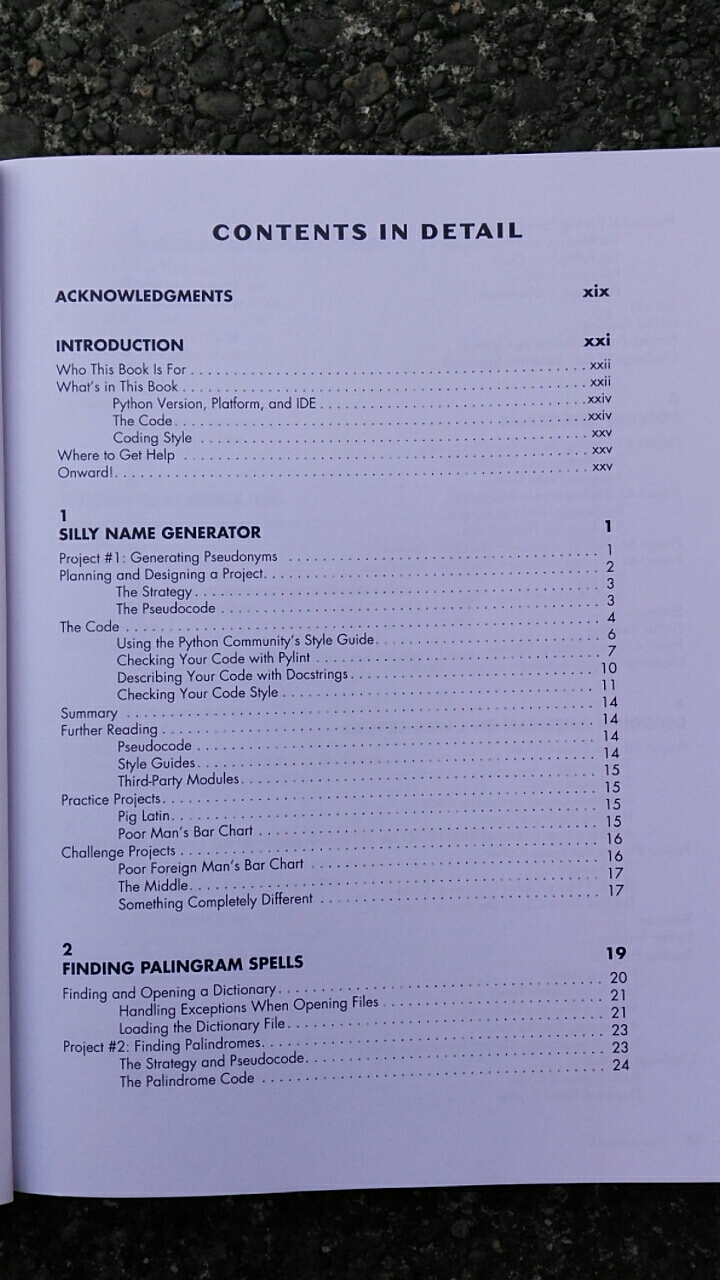 CONTENTS IN DETAIL
ACKNOWLEDGMENTS xix
INTRODUCTION xxi
Who This Book Is For . . . . . . . . . . xxii
What's in This Book . . . . . . . . . . xxii
Python Version, Platform, and IDE . . . . . . . . . . xxiv
The Code . . . . . . . . . . xxiv
Coding Style . . . . . . . . . . xxv
Where to Get Help . . . . . . . . . . xxv
Onward! . . . . . . . . . . xxv
1
SILLY NAME GENERATOR 1
Project #1: Generating Pseudonyms . . . . . . . . . . 1
Planning and Designing a Project . . . . . . . . . . 2
The Strategy . . . . . . . . . . 3
The Pseudocode . . . . . . . . . . 3
The Code . . . . . . . . . . 4
Using the Python Community's Style Guide . . . . . . . . . . 6
Checking Your Code with Pylint . . . . . . . . . . 7
Describing Your Code with Docstrings . . . . . . . . . . 10
Checking Your Code Style . . . . . . . . . . 11
Summary . . . . . . . . . . 14
Further Reading . . . . . . . . . . 14
Pseudocode . . . . . . . . . . 14
Style Guides . . . . . . . . . . 14
Third-Party Modules . . . . . . . . . . 15
Practice Projects . . . . . . . . . . 15
Pig Latin . . . . . . . . . . 15
Poor Man's Bar Chart . . . . . . . . . . 15
Challenge Projects . . . . . . . . . . 16
Poor Foreign Man's Bar Chart . . . . . . . . . . 16
The Middle . . . . . . . . . . 17
Something Completely Different . . . . . . . . . . 17
2
FINDING PALINGRAM SPELLS 19
Finding and Opening a Dictionary . . . . . . . . . . 20
Handling Exceptions When Opening Files . . . . . . . . . . 21
Loading the Dictionary File . . . . . . . . . . 21
Project #2: Finding Palindromes . . . . . . . . . . 23
The Strategy and Pseudocode . . . . . . . . . . 23
The Palindrome Code . . . . . . . . . . 24